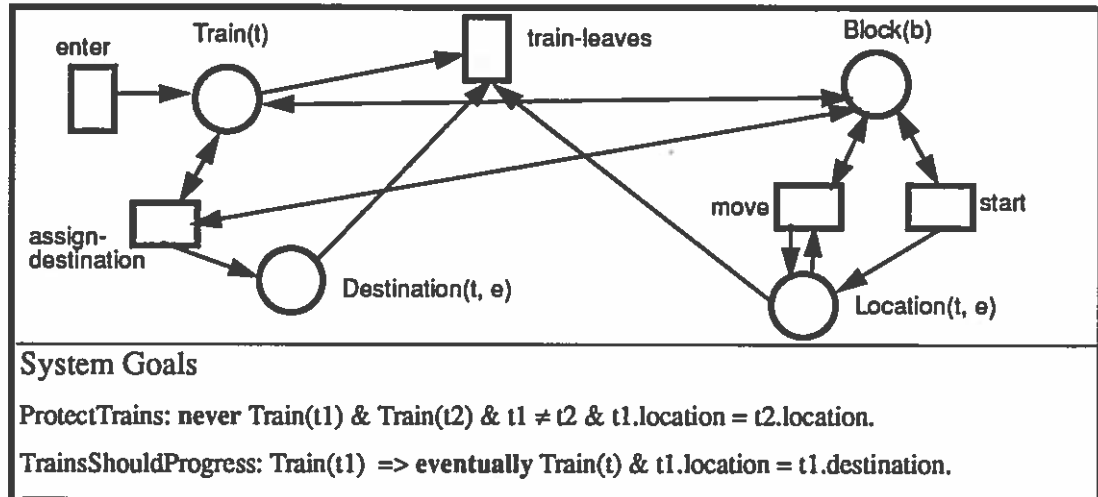 enter
Train(t)
train-leaves
Block(b)
move
start
assign-
destination
Destination(t, e)
Location(t, e)
System Goals
ProtectTrains: never Train(t1) & Train(t2) & t1 ≠ t2 & t1.location = t2.location.
TrainsShouldProgress: Train(t1) => eventually Train(t) & t1.location = t1.destination.